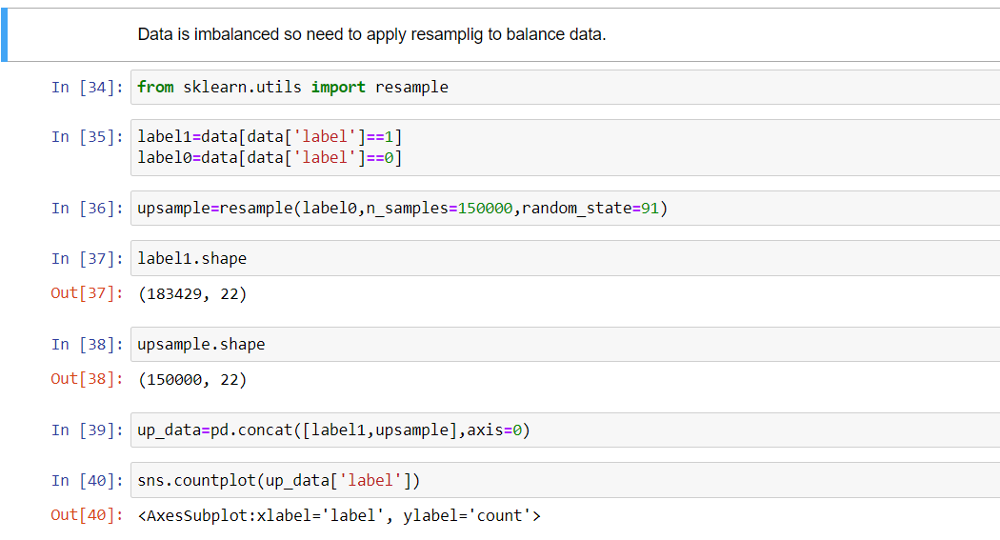 Data is imbalanced so need to apply resamplig to balance data.
In [34]: from sklearn.utils import resample
In [35]: label1=data[data['label']==1]
label0=data[data['label']==0]
In [36]: upsample=resample(label0,n_samples=150000,random_state=91)
In [37]: label1.shape
Out[37]: (183429, 22)
In [38]: upsample.shape
Out[38]: (150000, 22)
In [39]: up_data=pd.concat([label1,upsample],axis=0)
In [40]: sns.countplot(up_data['label'])
Out[40]: <AxesSubplot:xlabel='label', ylabel='count'>